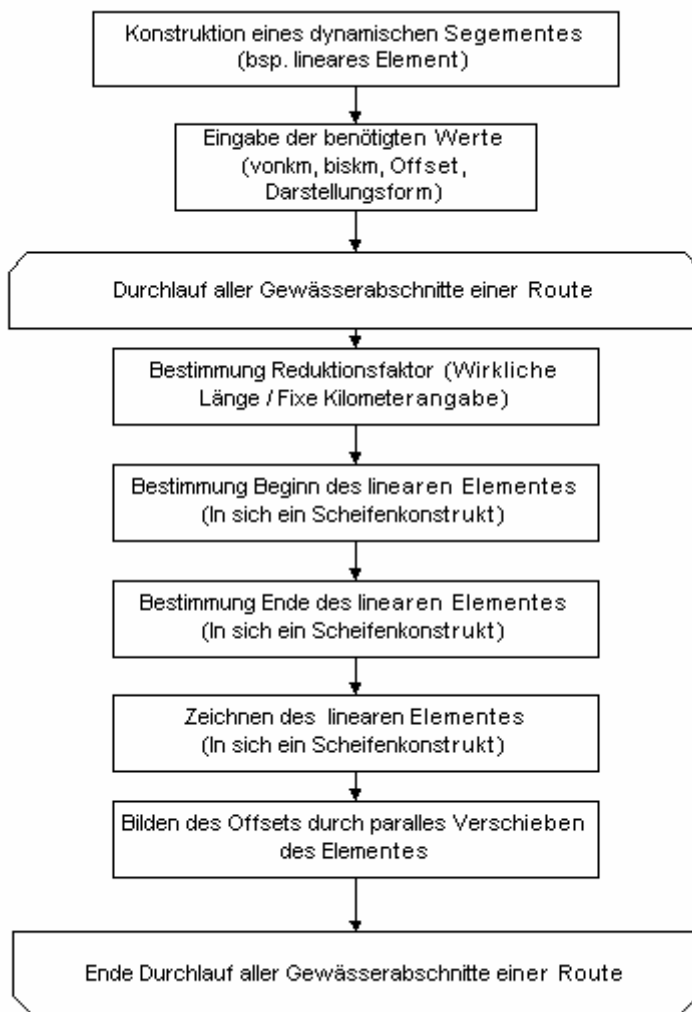 Konstruktion eines dynamischen Segementes
(bsp. lineares Element)
Eingabe der benötigten Werte
(vonkm, biskm, Offset,
Darstellungsform)
Durchlauf aller Gewässerabschnitte einer Route
Bestimmung Reduktionsfaktor (Wirkliche
Länge / Fixe Kilometerangabe)
Bestimmung Beginn des linearen Elementes
(In sich ein Scheifenkonstrukt)
Bestimmung Ende des linearen Elementes
(In sich ein Scheifenkonstrukt)
Zeichnen des linearen Elementes
(In sich ein Scheifenkonstrukt)
Bilden des Offsets durch paralles Verschieben
des Elementes
Ende Durchlauf aller Gewässerabschnitte einer Route